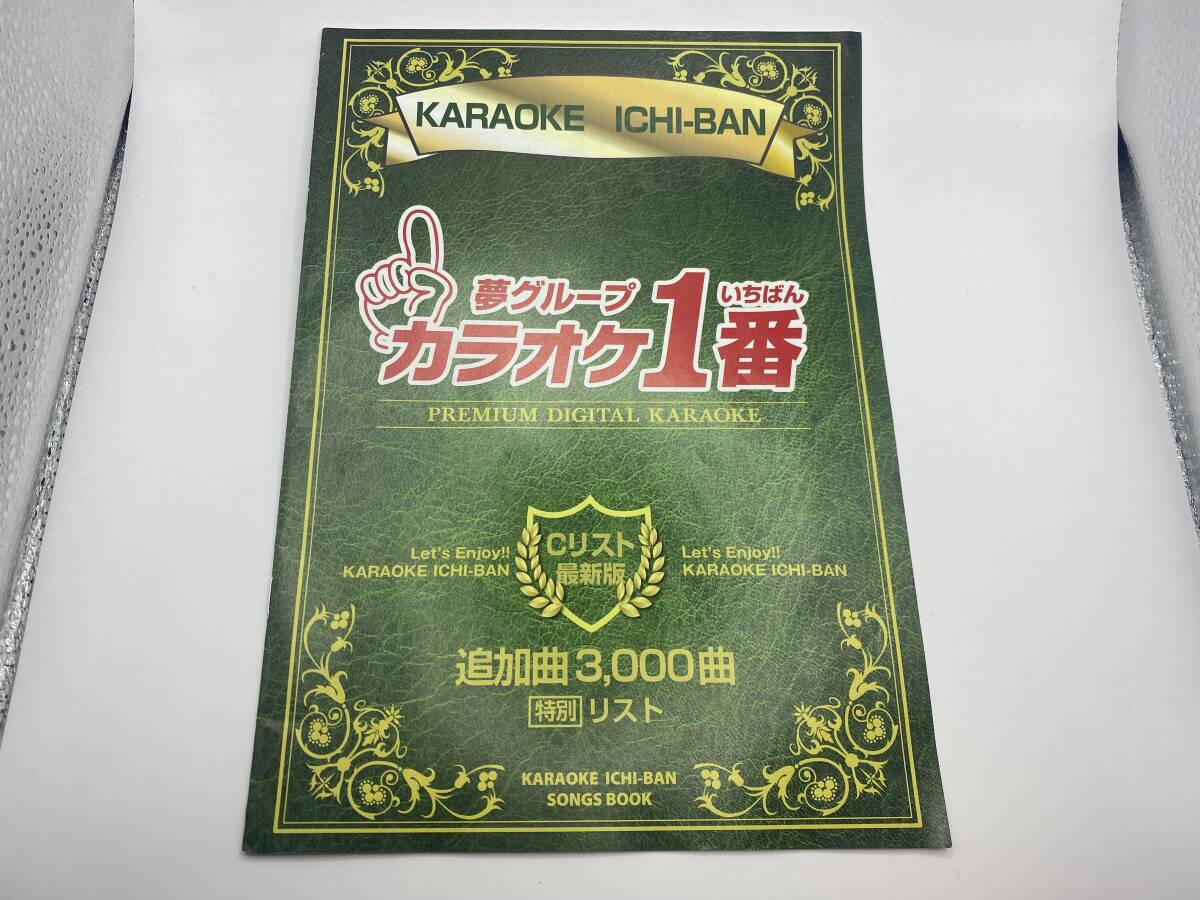 KARAOKE ICHI-BAN
夢グループ
いちばん
カラオケ1番
PREMIUM DIGITAL KARAOKE
Let's Enjoy!!
KARAOKE ICHI-BAN
Cリスト
最新版
Let's Enjoy!!
KARAOKE ICHI-BAN
追加曲3,000曲
特別 リスト
KARAOKE ICHI-BAN
SONGS BOOK